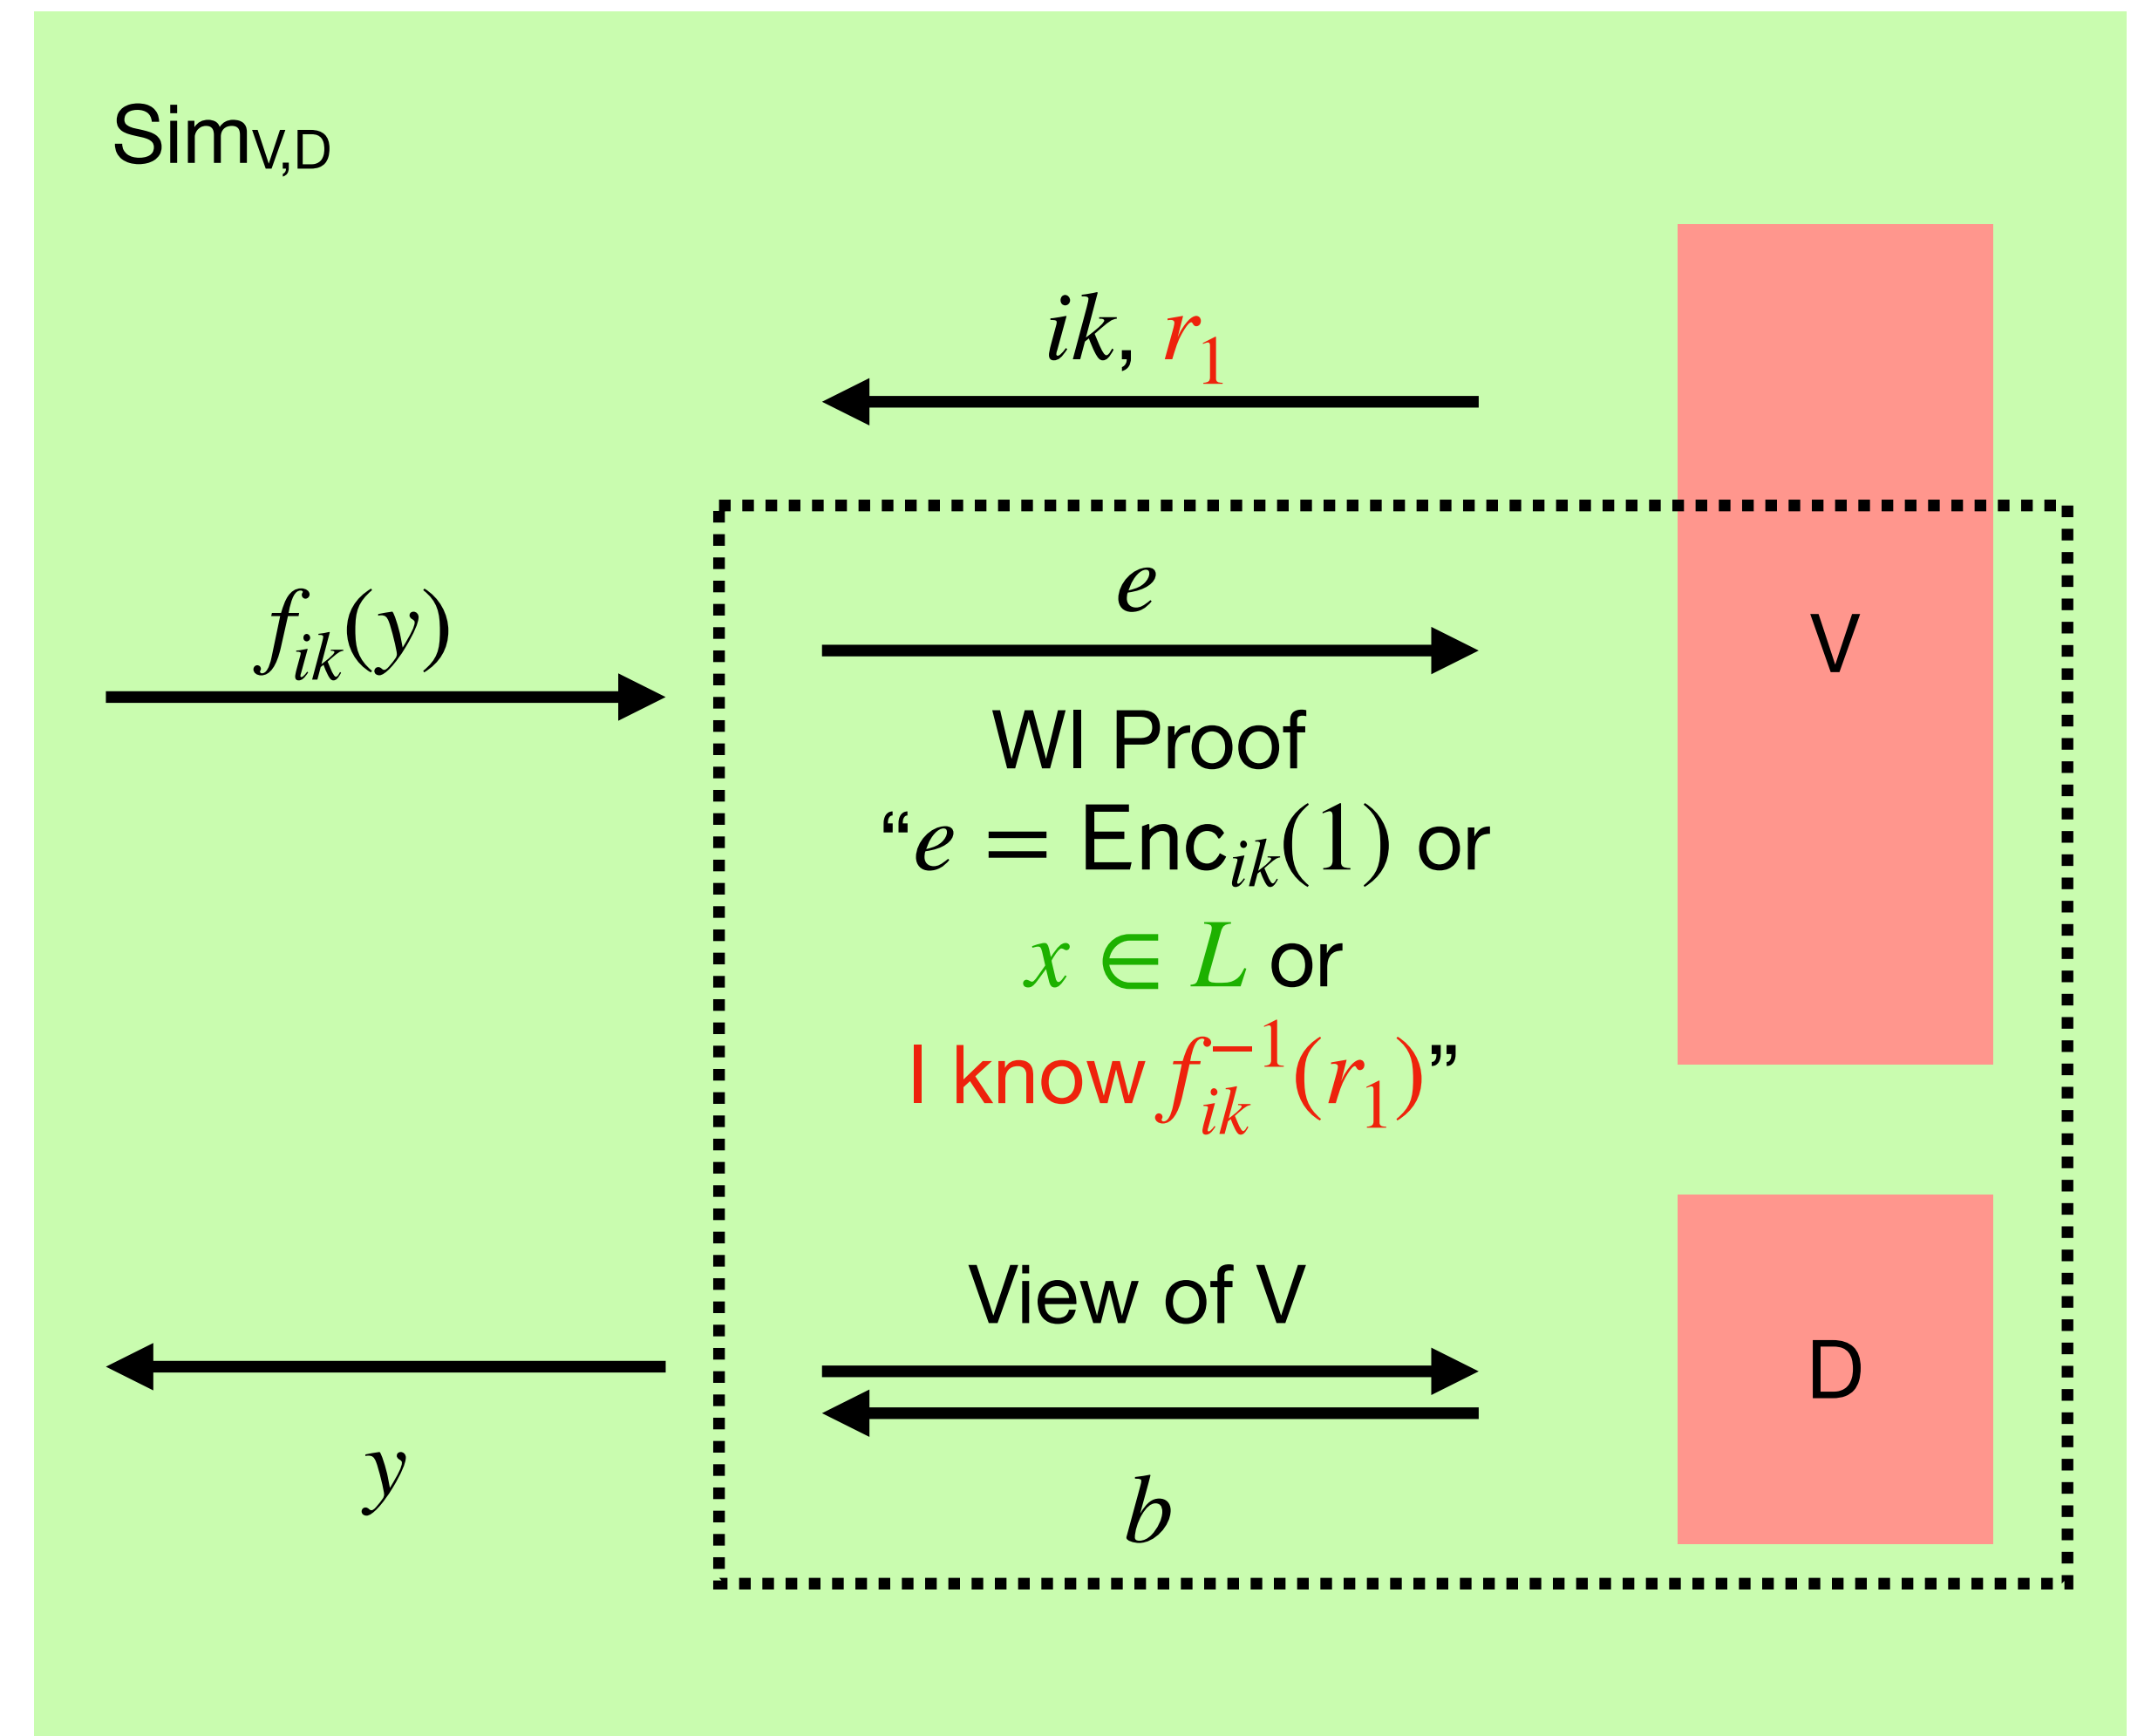 Sim_{V,D}
ik, r_1
e
f_{ik}(y)
V
WI Proof
“e = Enc_{ik}(1) or
x ∈ L or
I know f_{ik}^{-1}(r_1)”
View of V
D
y
b